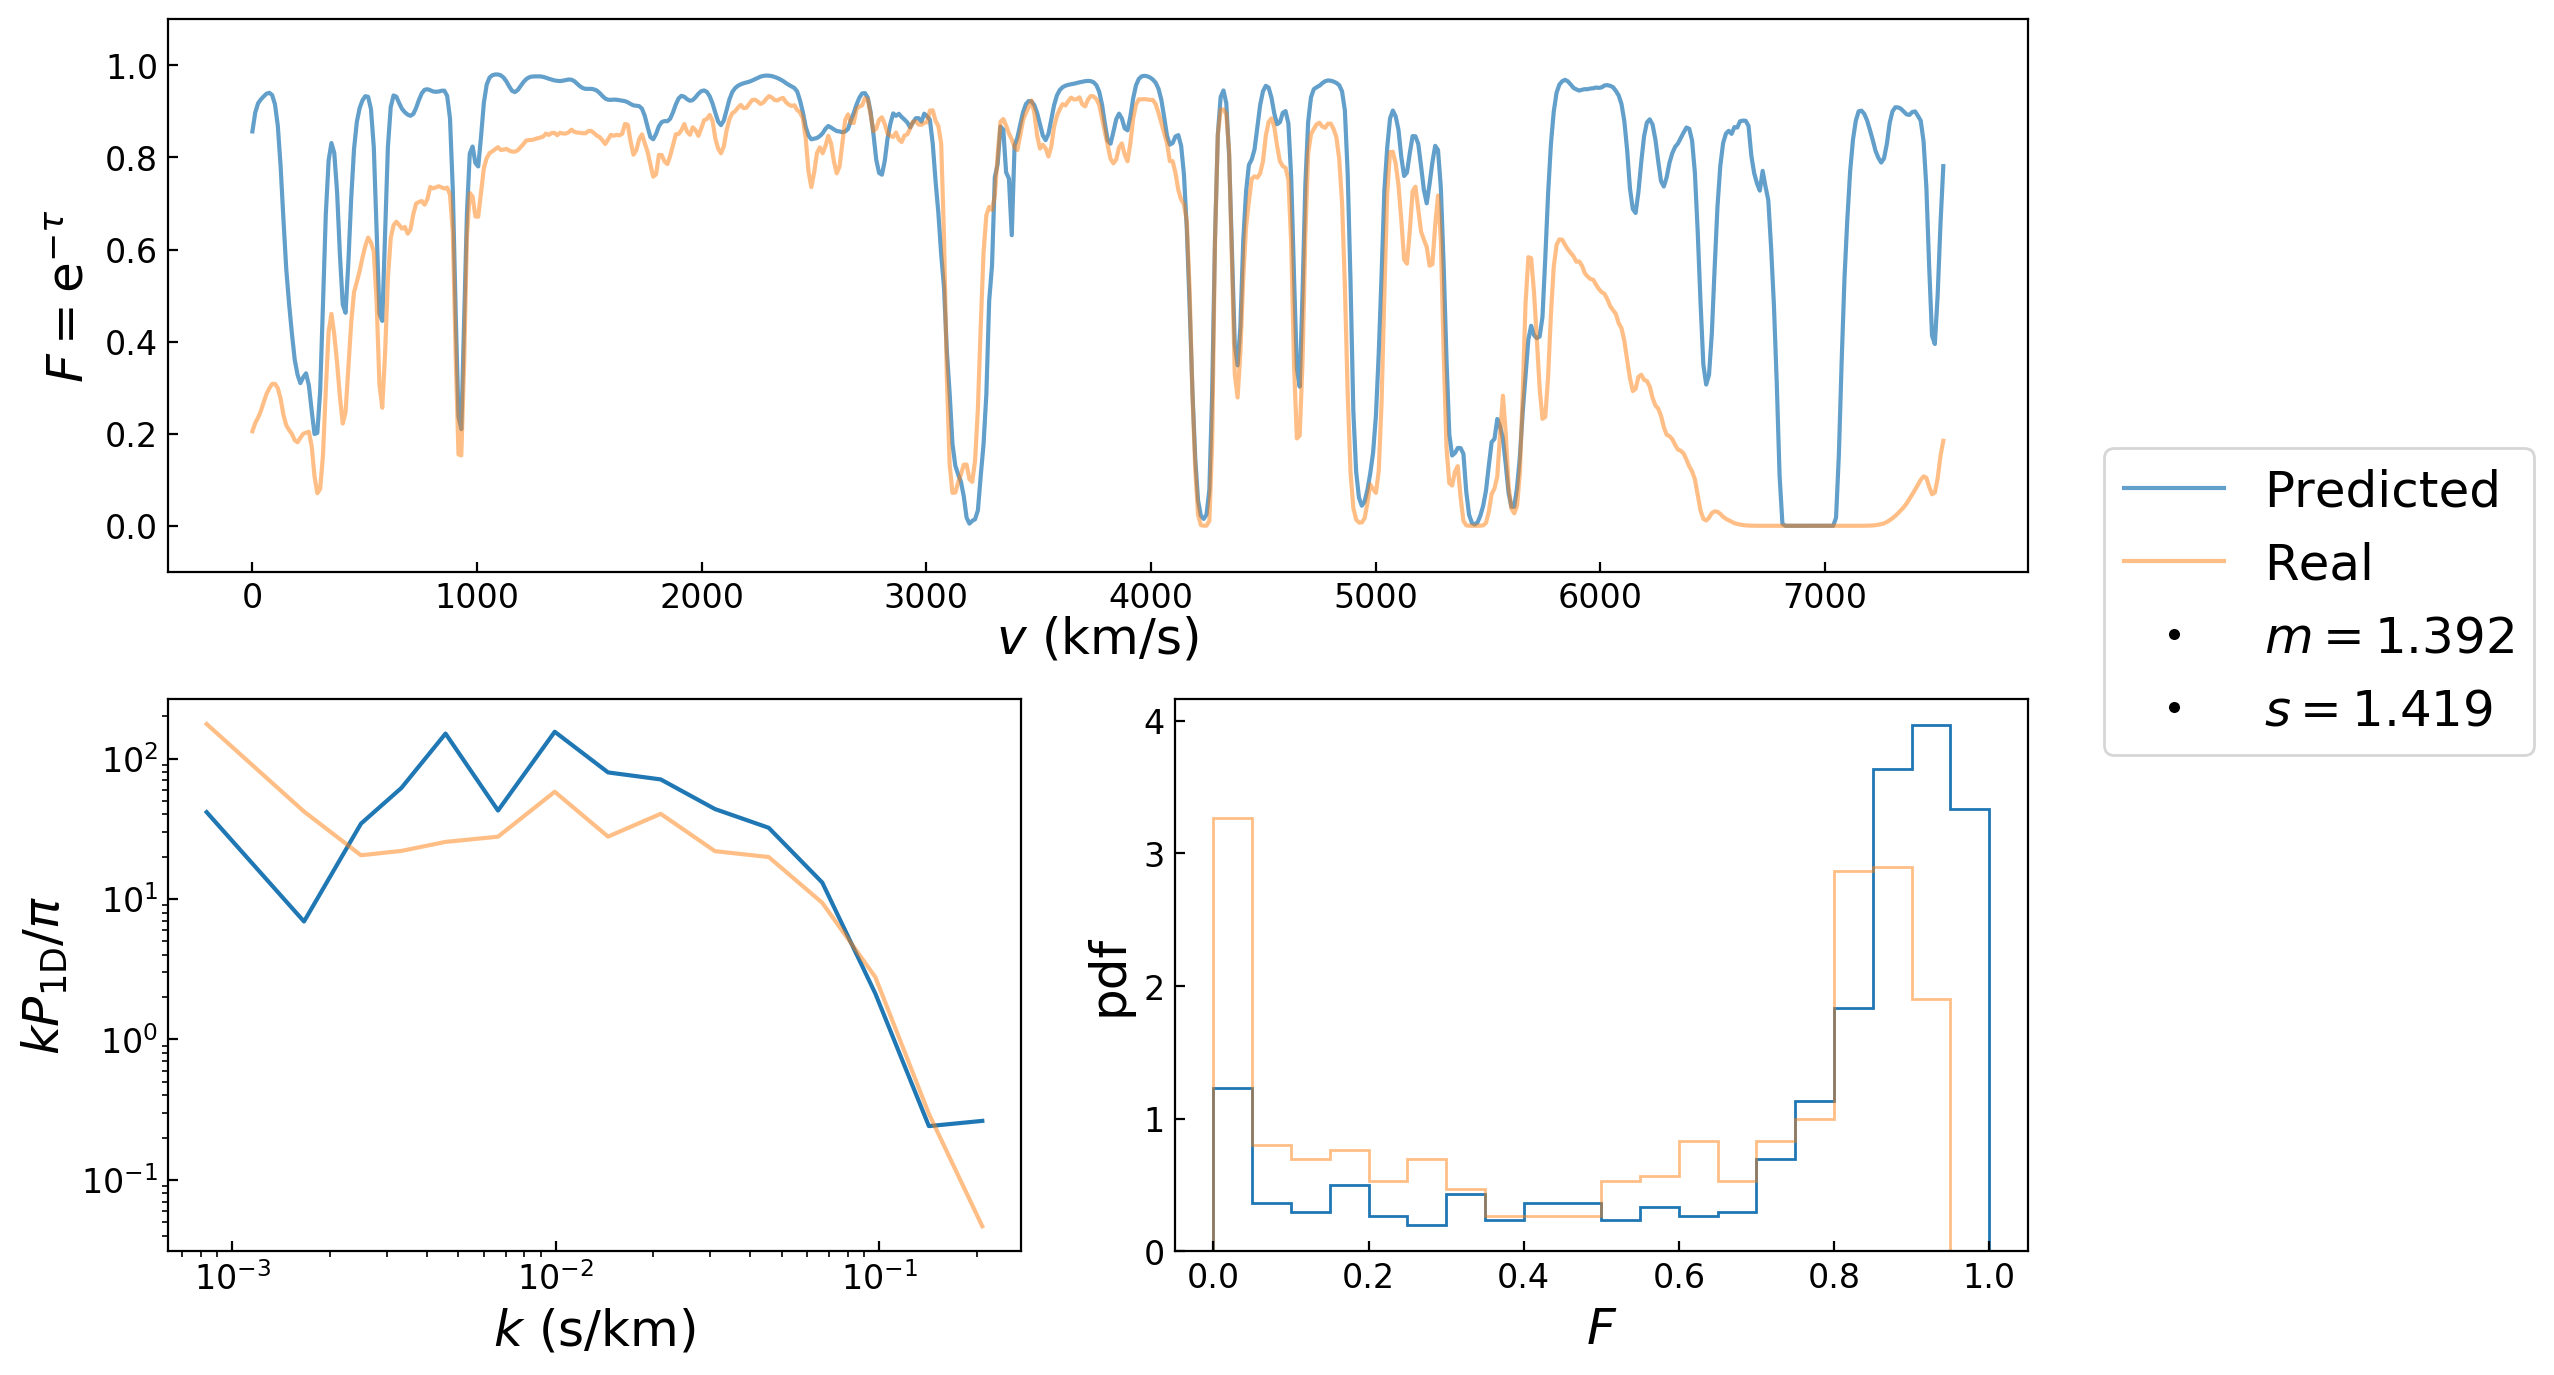 1.0
0.8
0.6
0.4
0.2
0.0
F = e^{−τ}
0 1000 2000 3000 4000 5000 6000 7000
v (km/s)
Predicted
Real
m = 1.392
s = 1.419
10^2
10^1
10^0
10^{−1}
kP_{1D}/π
10^{−3} 10^{−2} 10^{−1}
k (s/km)
4
3
2
1
0
pdf
0.0 0.2 0.4 0.6 0.8 1.0
F